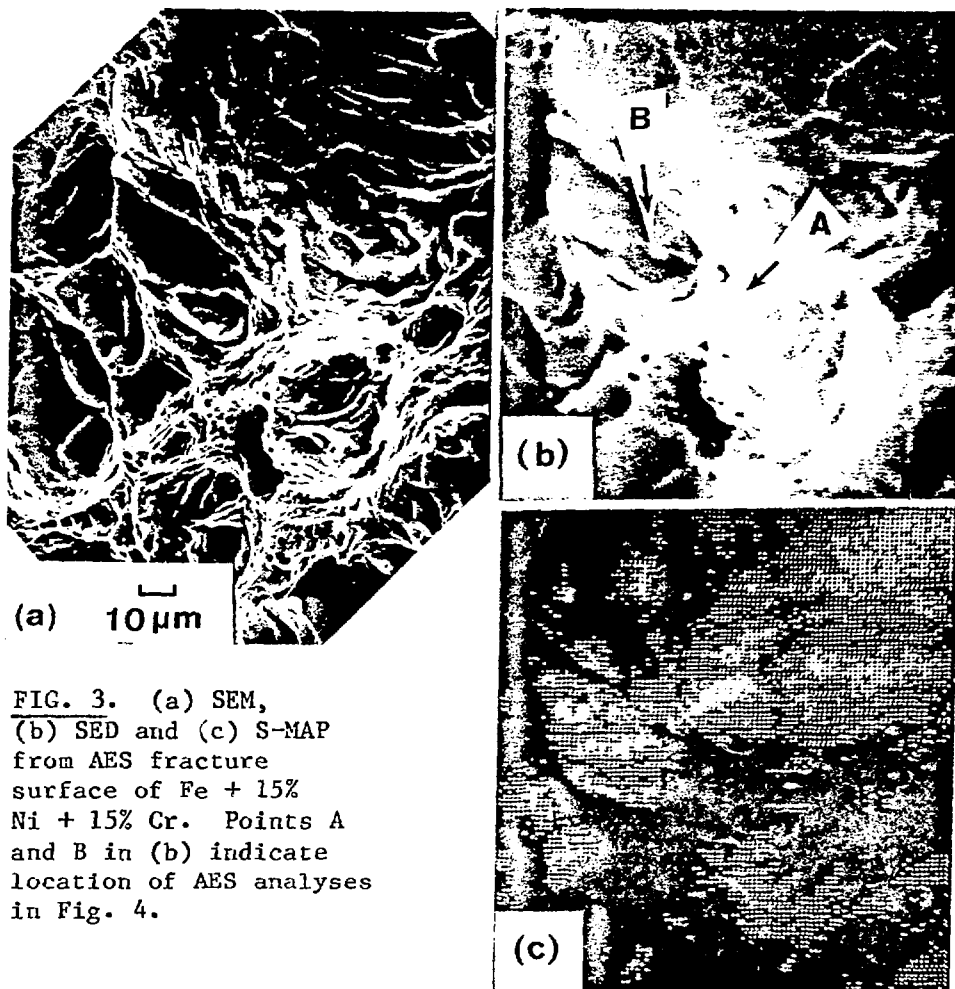 (a) 10 μm
B
A
(b)
FIG. 3. (a) SEM,
(b) SED and (c) S-MAP
from AES fracture
surface of Fe + 15%
Ni + 15% Cr. Points A
and B in (b) indicate
location of AES analyses
in Fig. 4.
(c)